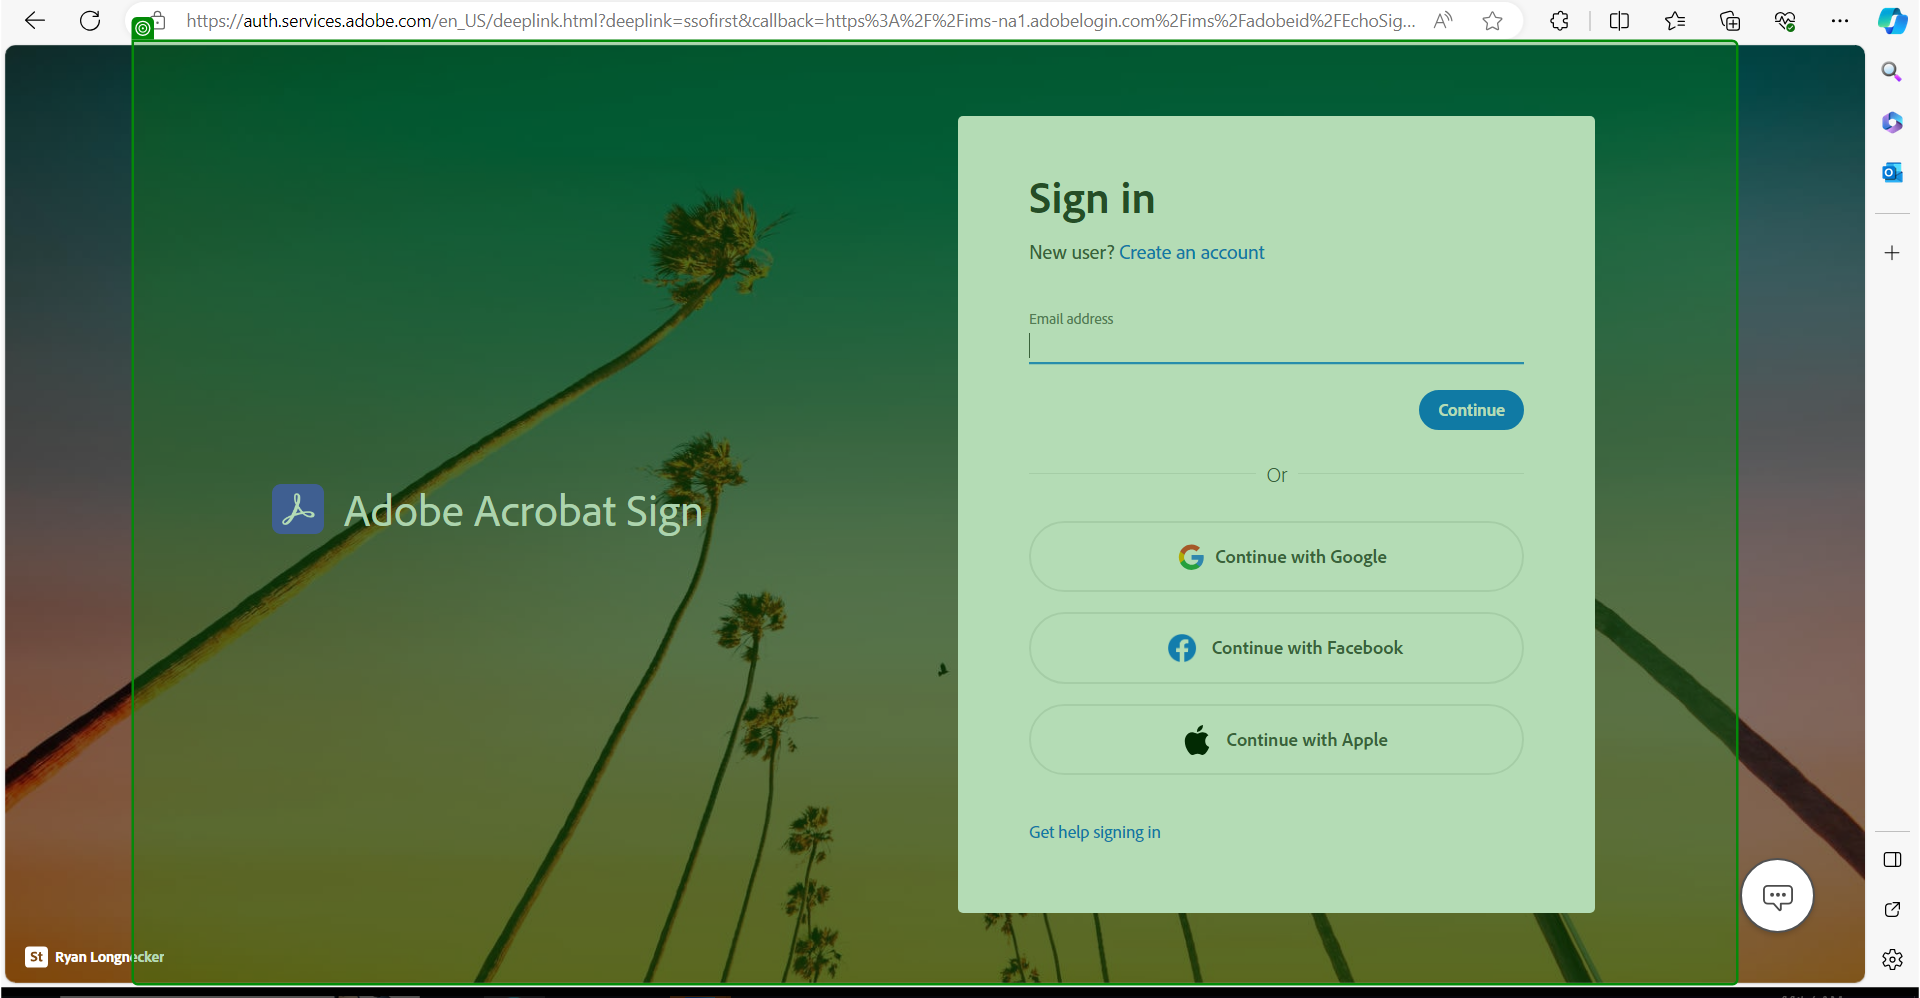 https://auth.services.adobe.com/en_US/deeplink.html?deeplink=ssofirst&callback=https%3A%2F%2Fims-na1.adobelogin.com%2Fims%2Fadobeid%2FEchoSig...
Sign in
New user? Create an account
Email address
Continue
Or
Adobe Acrobat Sign
Continue with Google
Continue with Facebook
Continue with Apple
Get help signing in
St Ryan Longnecker